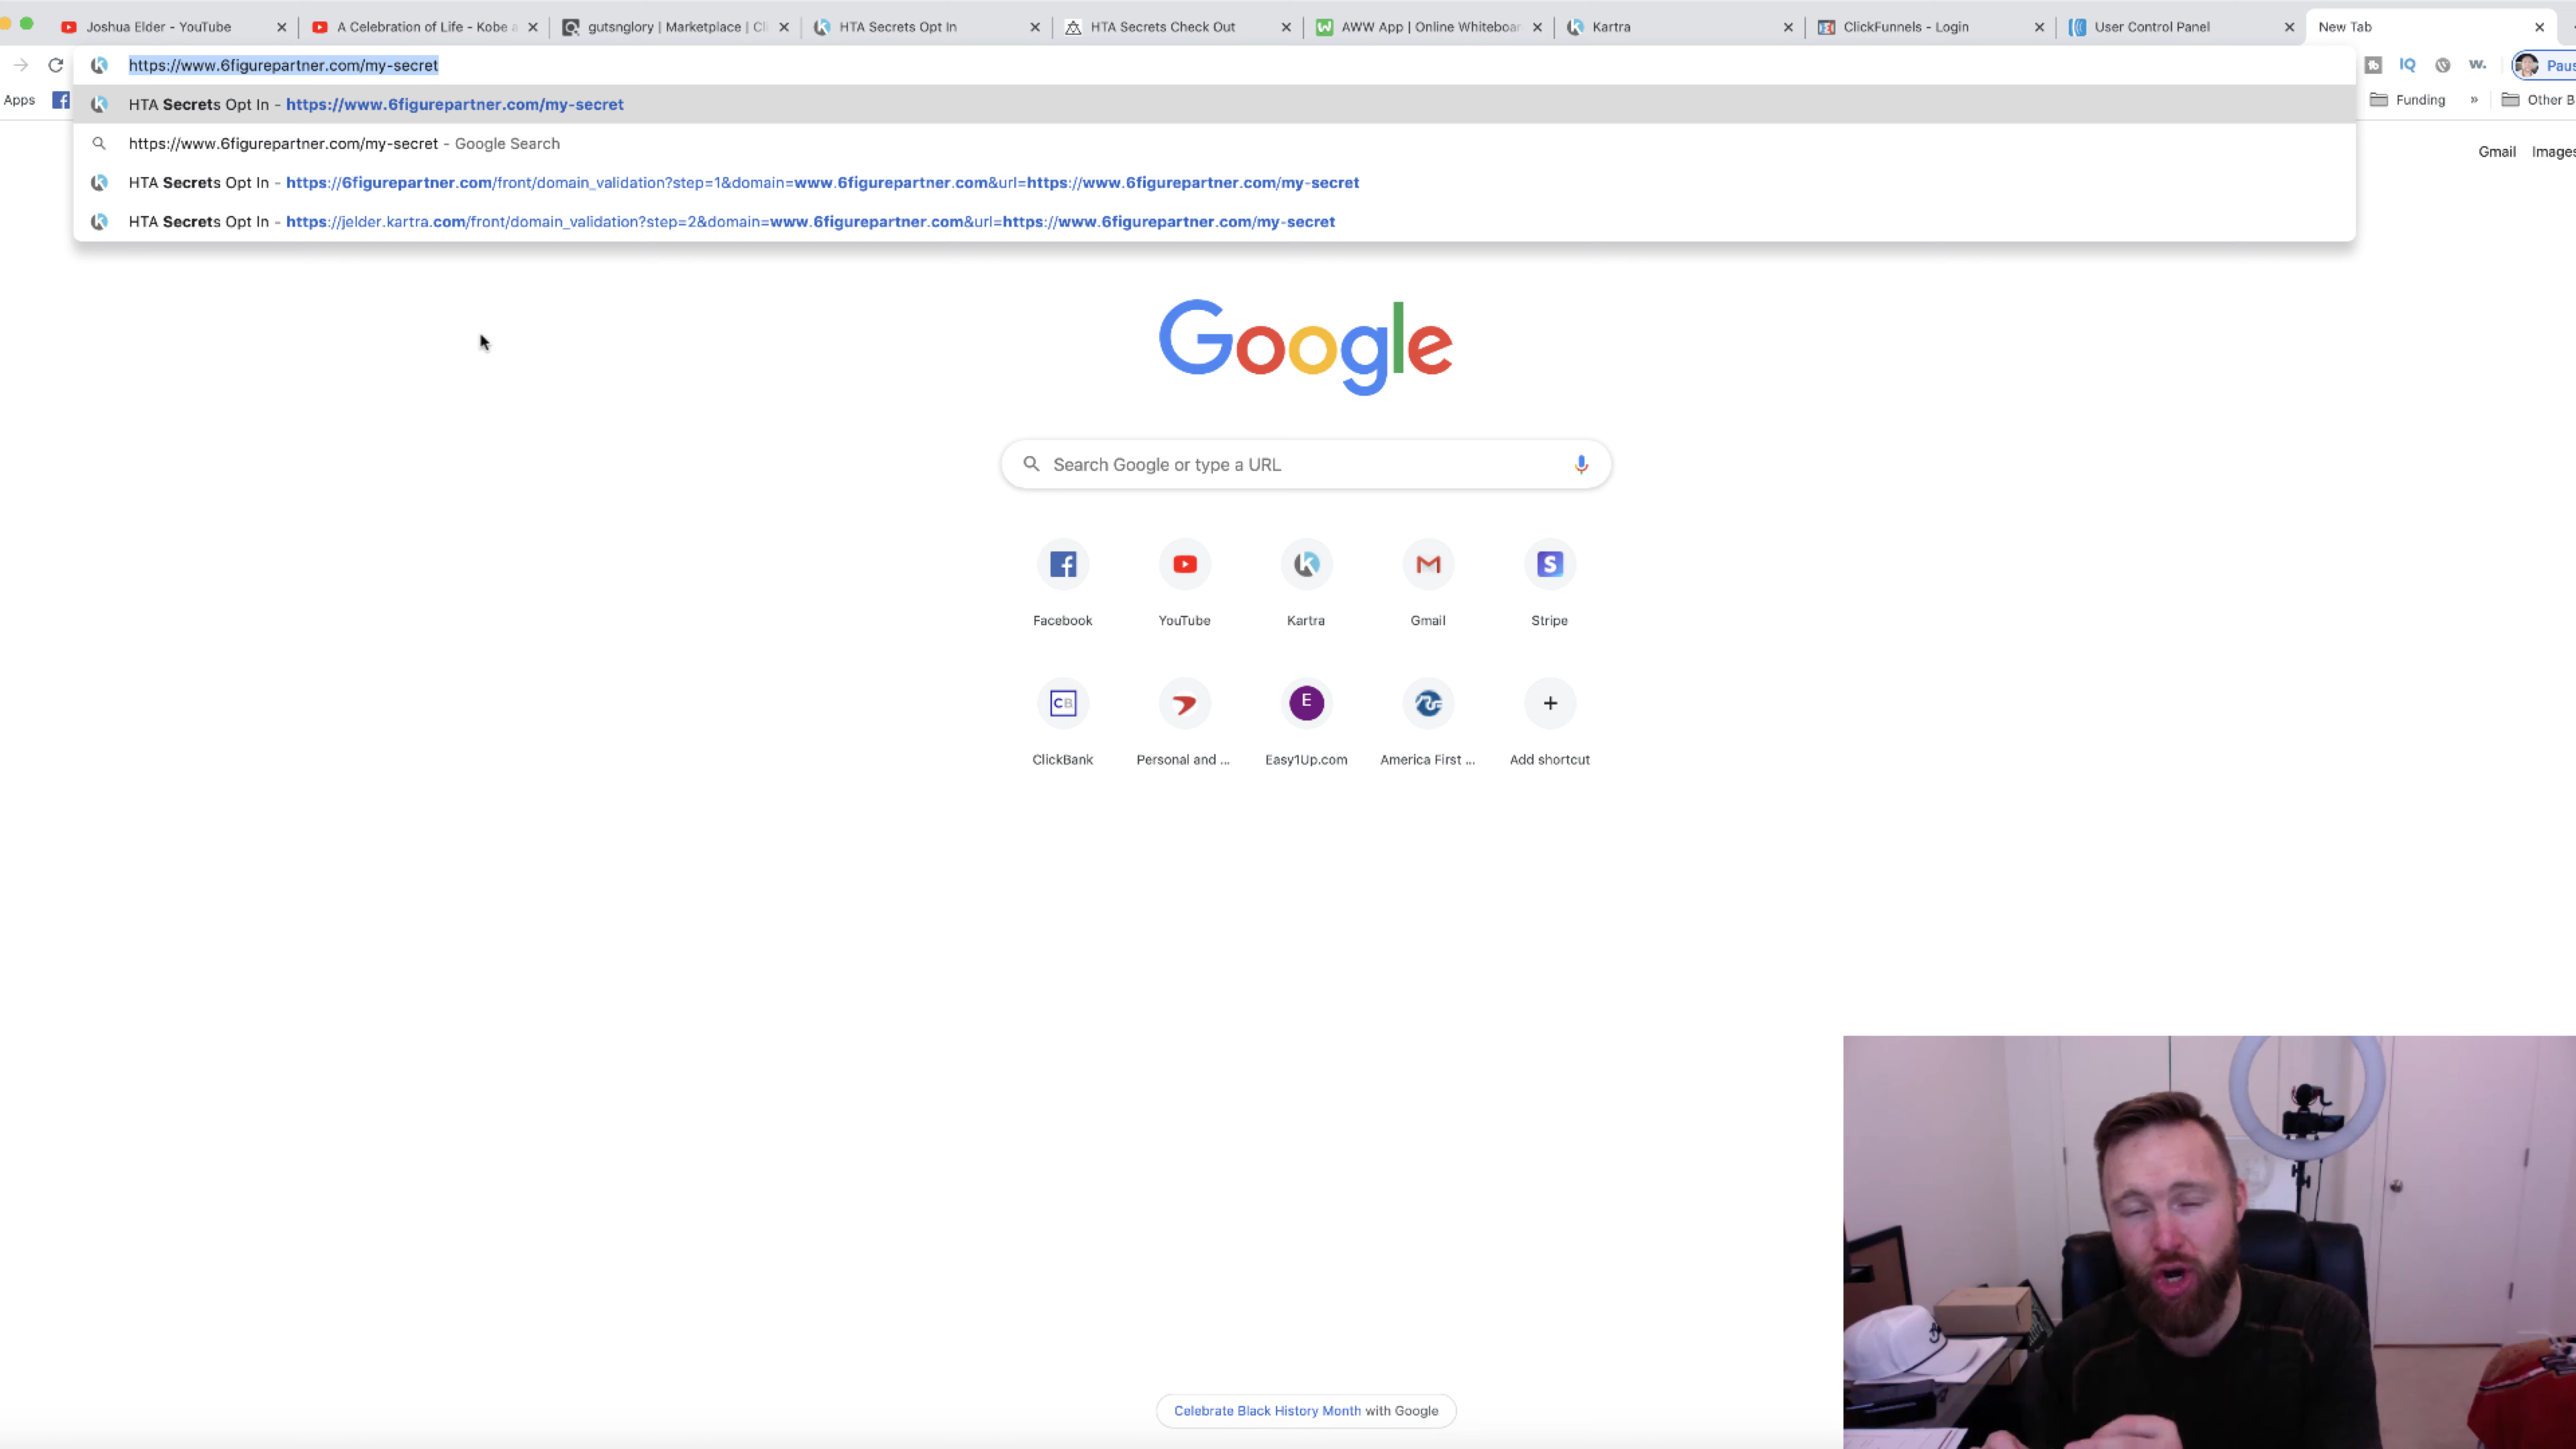 Joshua Elder - YouTube
A Celebration of Life - Kobe a
gutsnglory | Marketplace | Cli
HTA Secrets Opt In
HTA Secrets Check Out
AWW App | Online Whiteboar
Kartra
ClickFunnels - Login
User Control Panel
New Tab
https://www.6figurepartner.com/my-secret
IQ
w.
Paus
Apps
HTA Secrets Opt In - https://www.6figurepartner.com/my-secret
Funding
»
Other B
https://www.6figurepartner.com/my-secret - Google Search
Gmail
Images
HTA Secrets Opt In - https://6figurepartner.com/front/domain_validation?step=1&domain=www.6figurepartner.com&url=https://www.6figurepartner.com/my-secret
HTA Secrets Opt In - https://jelder.kartra.com/front/domain_validation?step=2&domain=www.6figurepartner.com&url=https://www.6figurepartner.com/my-secret
Google
Search Google or type a URL
Facebook
YouTube
Kartra
Gmail
Stripe
CB
E
ClickBank
Personal and ...
Easy1Up.com
America First ...
Add shortcut
Celebrate Black History Month with Google